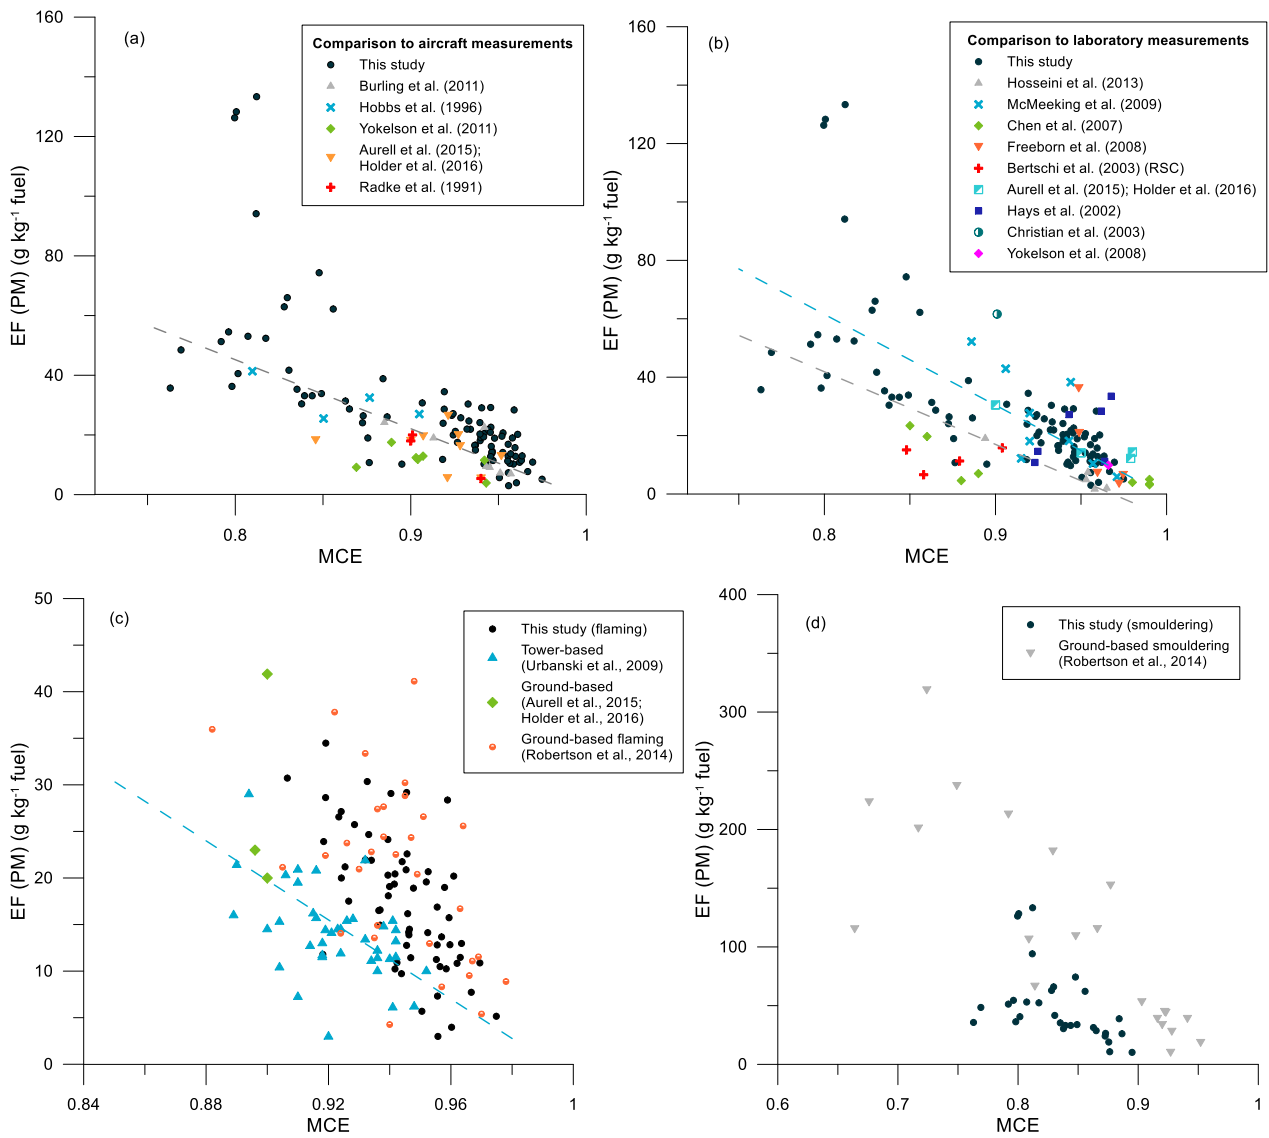 (a)
Comparison to aircraft measurements
This study
Burling et al. (2011)
Hobbs et al. (1996)
Yokelson et al. (2011)
Aurell et al. (2015);
Holder et al. (2016)
Radke et al. (1991)
160
120
80
40
0
EF (PM) (g kg⁻¹ fuel)
0.8
0.9
1
MCE
(b)
Comparison to laboratory measurements
This study
Hosseini et al. (2013)
McMeeking et al. (2009)
Chen et al. (2007)
Freeborn et al. (2008)
Bertschi et al. (2003) (RSC)
Aurell et al. (2015); Holder et al. (2016)
Hays et al. (2002)
Christian et al. (2003)
Yokelson et al. (2008)
160
120
80
40
0
EF (PM) (g kg⁻¹ fuel)
0.8
0.9
1
MCE
(c)
This study (flaming)
Tower-based
(Urbanski et al., 2009)
Ground-based
(Aurell et al., 2015;
Holder et al., 2016)
Ground-based flaming
(Robertson et al., 2014)
50
40
30
20
10
0
EF (PM) (g kg⁻¹ fuel)
0.84
0.88
0.92
0.96
1
MCE
(d)
This study (smouldering)
Ground-based smouldering
(Robertson et al., 2014)
400
300
200
100
0
EF (PM) (g kg⁻¹ fuel)
0.6
0.7
0.8
0.9
1
MCE